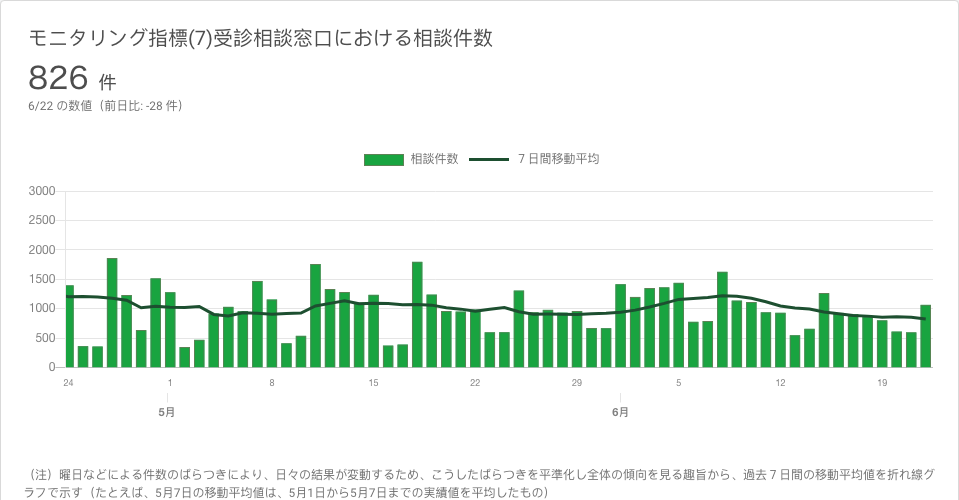 モニタリング指標(7)受診相談窓口における相談件数
826 件
6/22 の数値（前日比: -28 件）
相談件数 7 日間移動平均
3000
2500
2000
1500
1000
500
0
24 1 8 15 22 29 5 12 19
5月 6月
（注）曜日などによる件数のばらつきにより、日々の結果が変動するため、こうしたばらつきを平準化し全体の傾向を見る趣旨から、過去 7 日間の移動平均値を折れ線グ
ラフで示す（たとえば、5月7日の移動平均値は、5月1日から5月7日までの実績値を平均したもの）